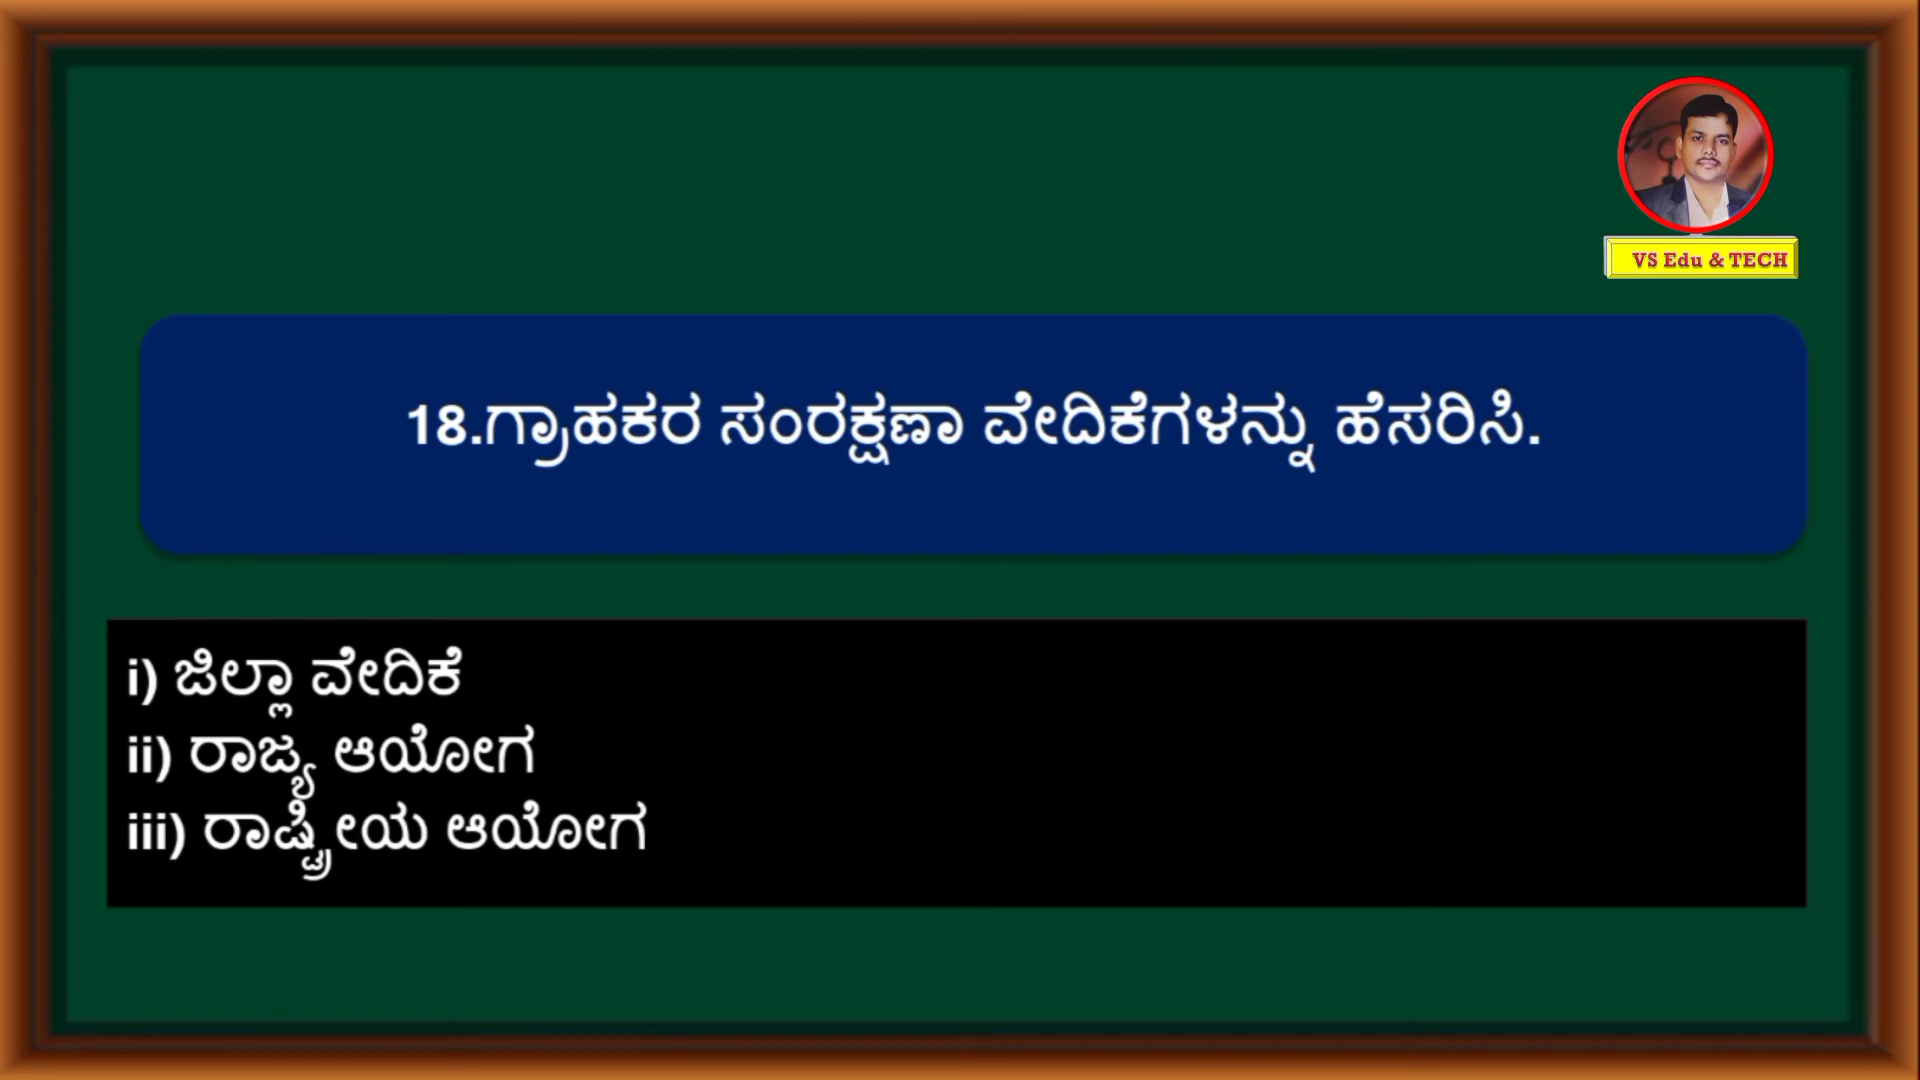 VS Edu & TECH
18.ಗ್ರಾಹಕರ ಸಂರಕ್ಷಣಾ ವೇದಿಕೆಗಳನ್ನು ಹೆಸರಿಸಿ.
i) ಜಿಲ್ಲಾ ವೇದಿಕೆ
ii) ರಾಜ್ಯ ಆಯೋಗ
iii) ರಾಷ್ಟ್ರೀಯ ಆಯೋಗ